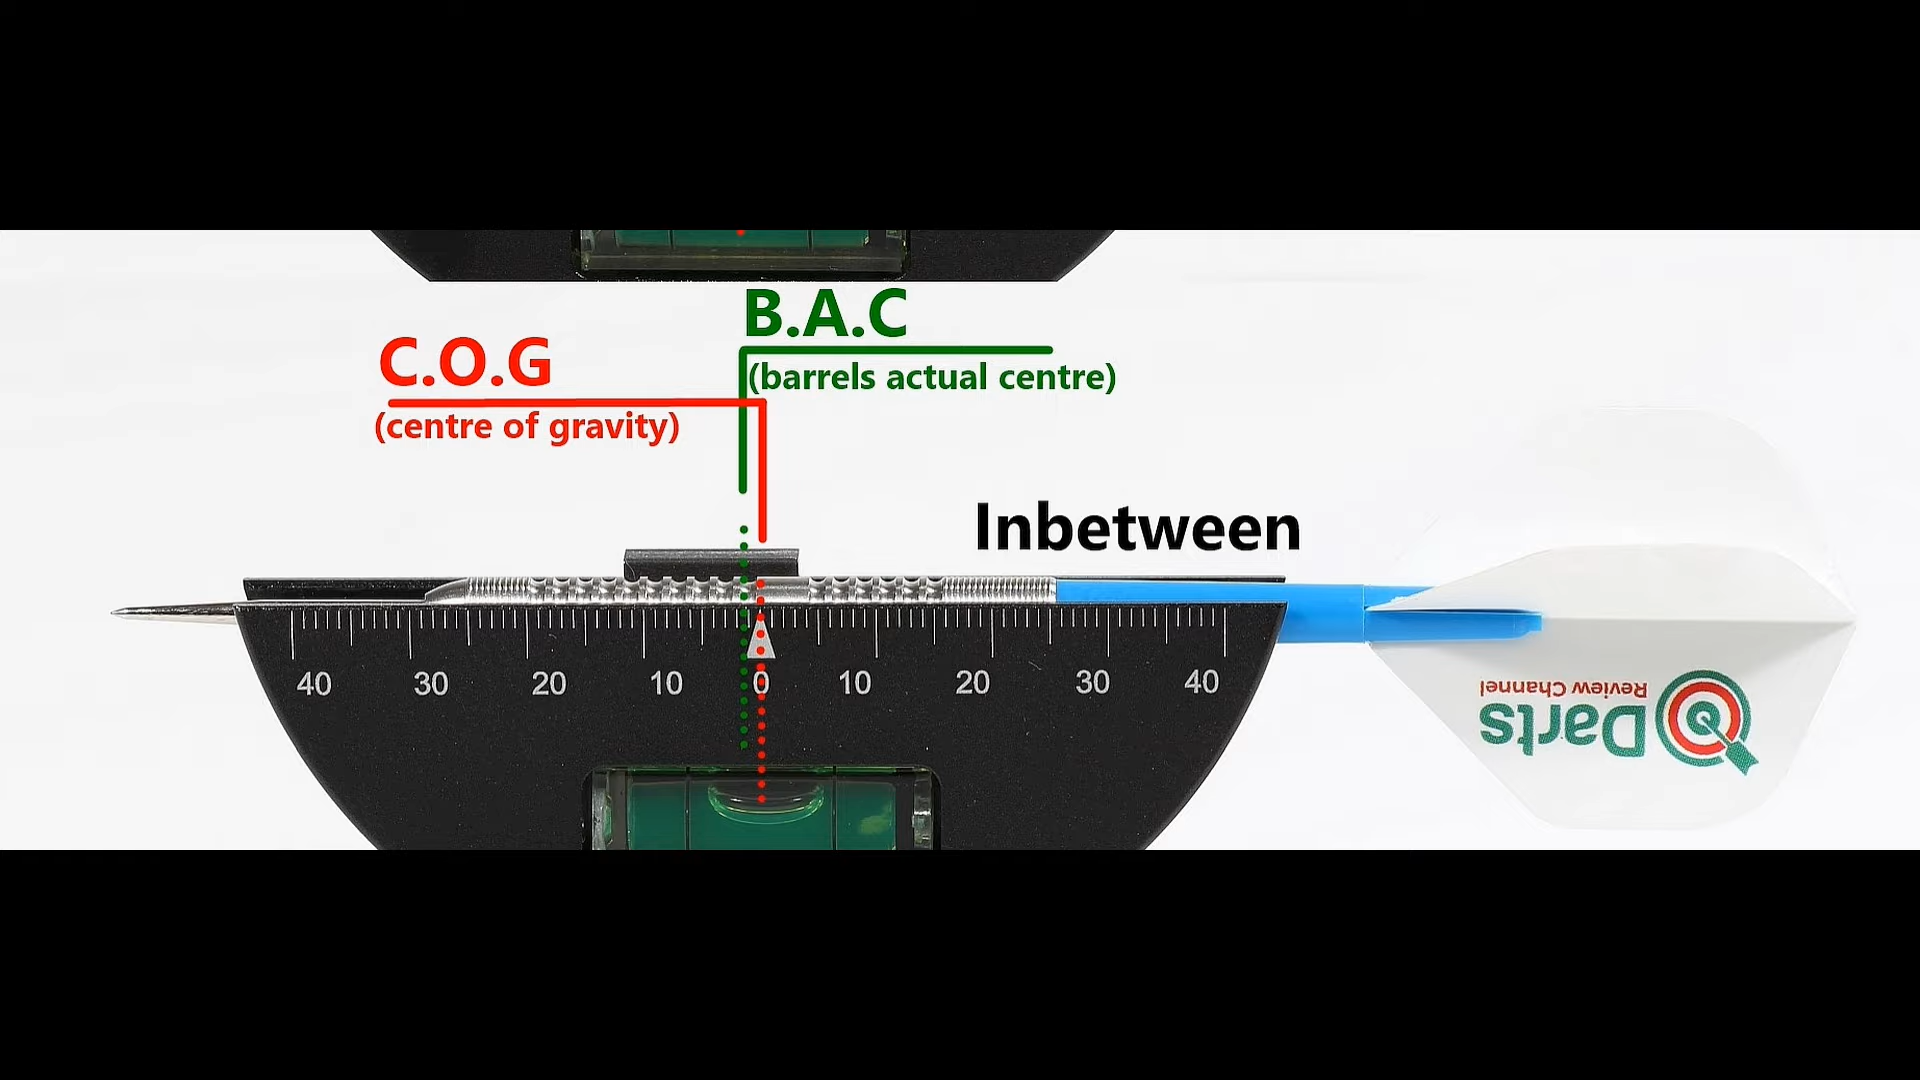 B.A.C
(barrels actual centre)
C.O.G
(centre of gravity)
Inbetween
40 30 20 10 0 10 20 30 40
Darts
Review Channel